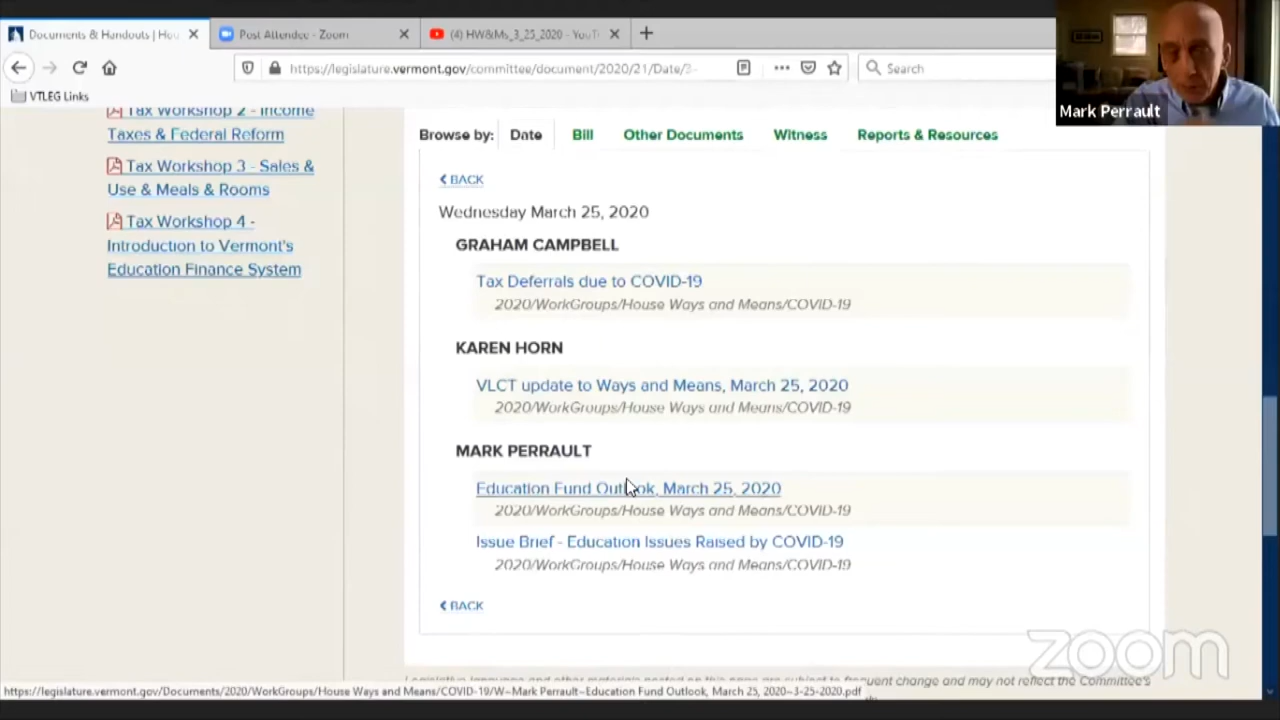 Documents & Handouts | Hou
Post Attendee - Zoom
(4) HW&Ms_3_25_2020 - YouT
https://legislature.vermont.gov/committee/document/2020/21/Date/3-
Search
VTLEG Links
Mark Perrault
Tax Workshop 2 - Income
Taxes & Federal Reform
Tax Workshop 3 - Sales &
Use & Meals & Rooms
Tax Workshop 4 -
Introduction to Vermont's
Education Finance System
Browse by: Date Bill Other Documents Witness Reports & Resources
BACK
Wednesday March 25, 2020
GRAHAM CAMPBELL
Tax Deferrals due to COVID-19
2020/WorkGroups/House Ways and Means/COVID-19
KAREN HORN
VLCT update to Ways and Means, March 25, 2020
2020/WorkGroups/House Ways and Means/COVID-19
MARK PERRAULT
Education Fund Outlook, March 25, 2020
2020/WorkGroups/House Ways and Means/COVID-19
Issue Brief - Education Issues Raised by COVID-19
2020/WorkGroups/House Ways and Means/COVID-19
BACK
zoom
frequent change and may not reflect the Committee's
https://legislature.vermont.gov/Documents/2020/WorkGroups/House Ways and Means/COVID-19/W~Mark Perrault~Education Fund Outlook, March 25, 2020~3-25-2020.pdf